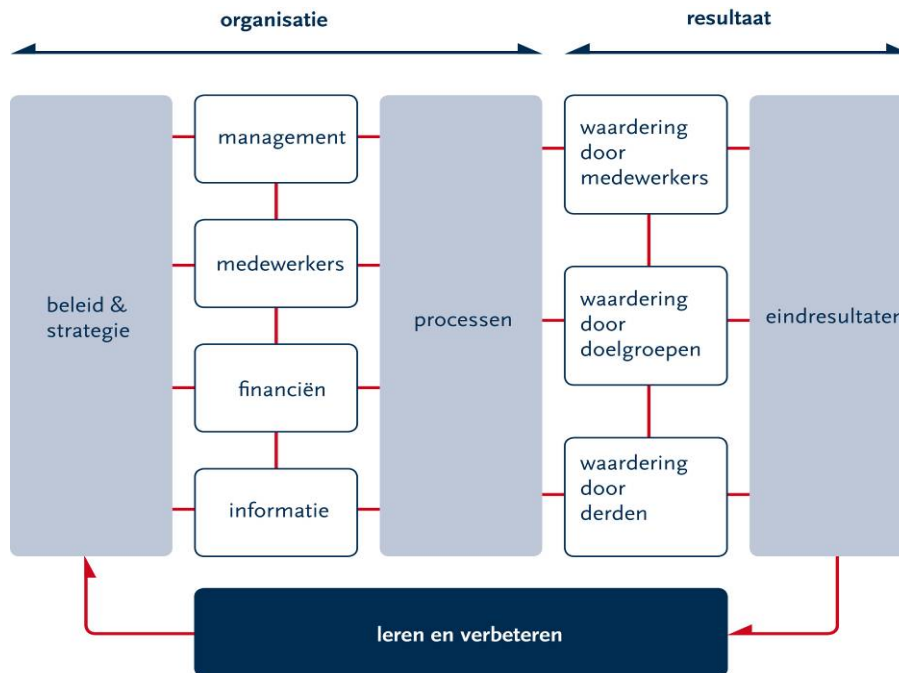 organisatie
resultaat
beleid &
strategie
management
medewerkers
financiën
informatie
processen
waardering
door
medewerkers
waardering
door
doelgroepen
waardering
door
derden
eindresultaten
leren en verbeteren